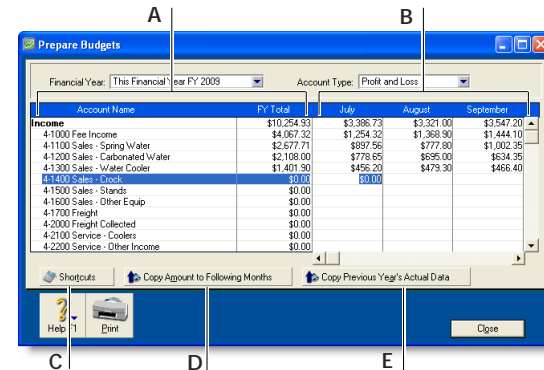 A B
Prepare Budgets
Financial Year: This Financial Year FY 2009 Account Type: Profit and Loss
Account Name FY Total July August September
Income $10,254.93 $3,386.73 $3,321.00 $3,547.20
4-1000 Fee Income $4,067.32 $1,254.32 $1,368.90 $1,444.10
4-1100 Sales - Spring Water $2,677.71 $897.56 $777.80 $1,002.35
4-1200 Sales - Carbonated Water $2,108.00 $778.65 $695.00 $634.35
4-1300 Sales - Water Cooler $1,401.90 $456.20 $479.30 $466.40
4-1400 Sales - Crock $0.00 $0.00
4-1500 Sales - Stands $0.00
4-1600 Sales - Other Equip $0.00
4-1700 Freight $0.00
4-2000 Freight Collected $0.00
4-2100 Service - Coolers $0.00
4-2200 Service - Other Income $0.00
Shortcuts Copy Amount to Following Months Copy Previous Year's Actual Data
Help F1 Print Close
C D E